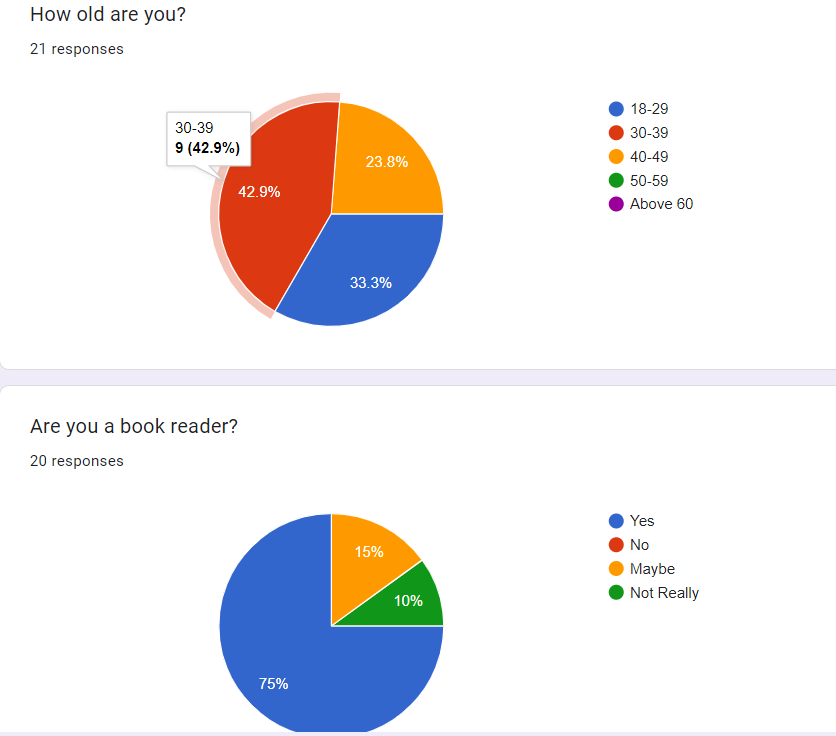 How old are you?
21 responses
30-39
9 (42.9%)
42.9%
23.8%
33.3%
18-29
30-39
40-49
50-59
Above 60
Are you a book reader?
20 responses
15%
10%
75%
Yes
No
Maybe
Not Really